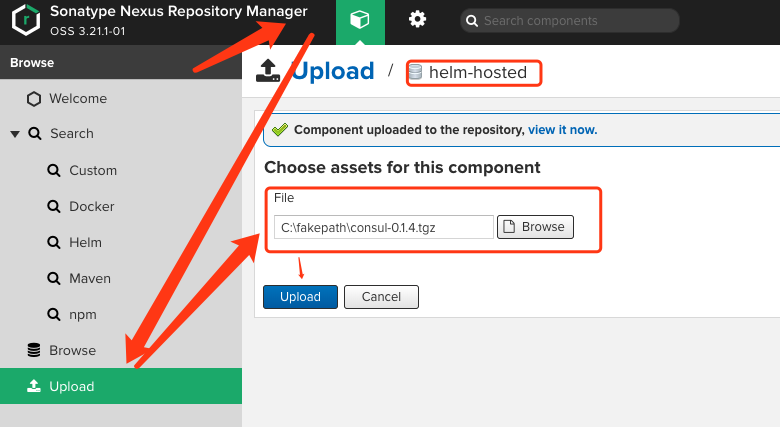 Sonatype Nexus Repository Manager
OSS 3.21.1-01
Search components
Browse
Welcome
Search
Custom
Docker
Helm
Maven
npm
Browse
Upload
Upload / helm-hosted
Component uploaded to the repository, view it now.
Choose assets for this component
File
C:\fakepath\consul-0.1.4.tgz
Browse
Upload
Cancel